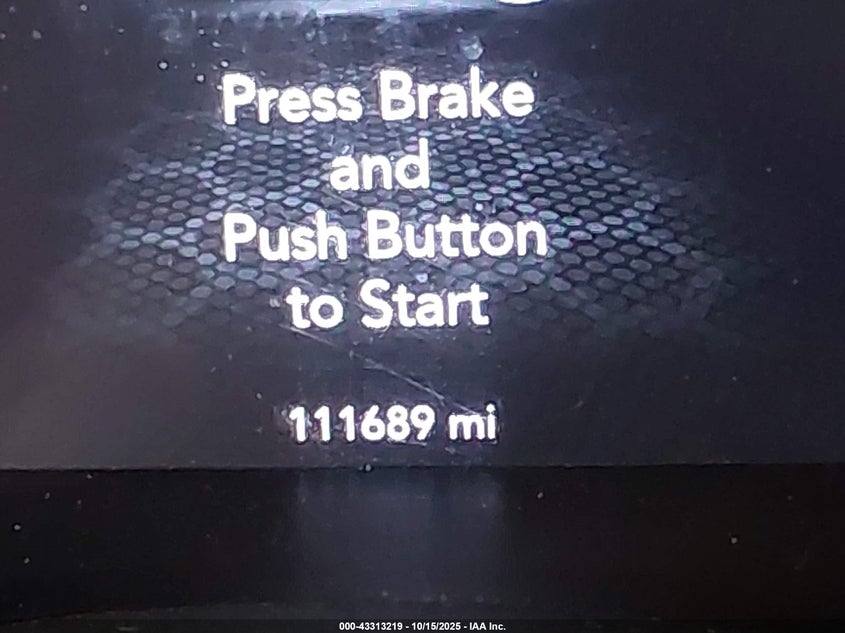 Press Brake
and
Push Button
to Start
111689 mi
000-43313219 - 10/15/2025 - IAA Inc.